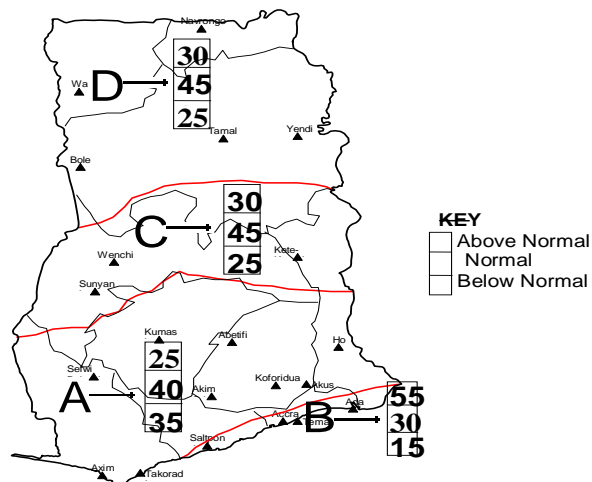 Navrongo
30
Wa
D
45
25
Tamal
Yendi
Bole
30
C
45
Wenchi
25
Kete-
Sunyan
KEY
Above Normal
Normal
Below Normal
Kumas
Abetifi
Ho
25
Sefwi
A
40
Akim
Koforidua
Akus
35
55
Ada
Accra
Tema
B
30
15
Saltpon
Axim
Takorad